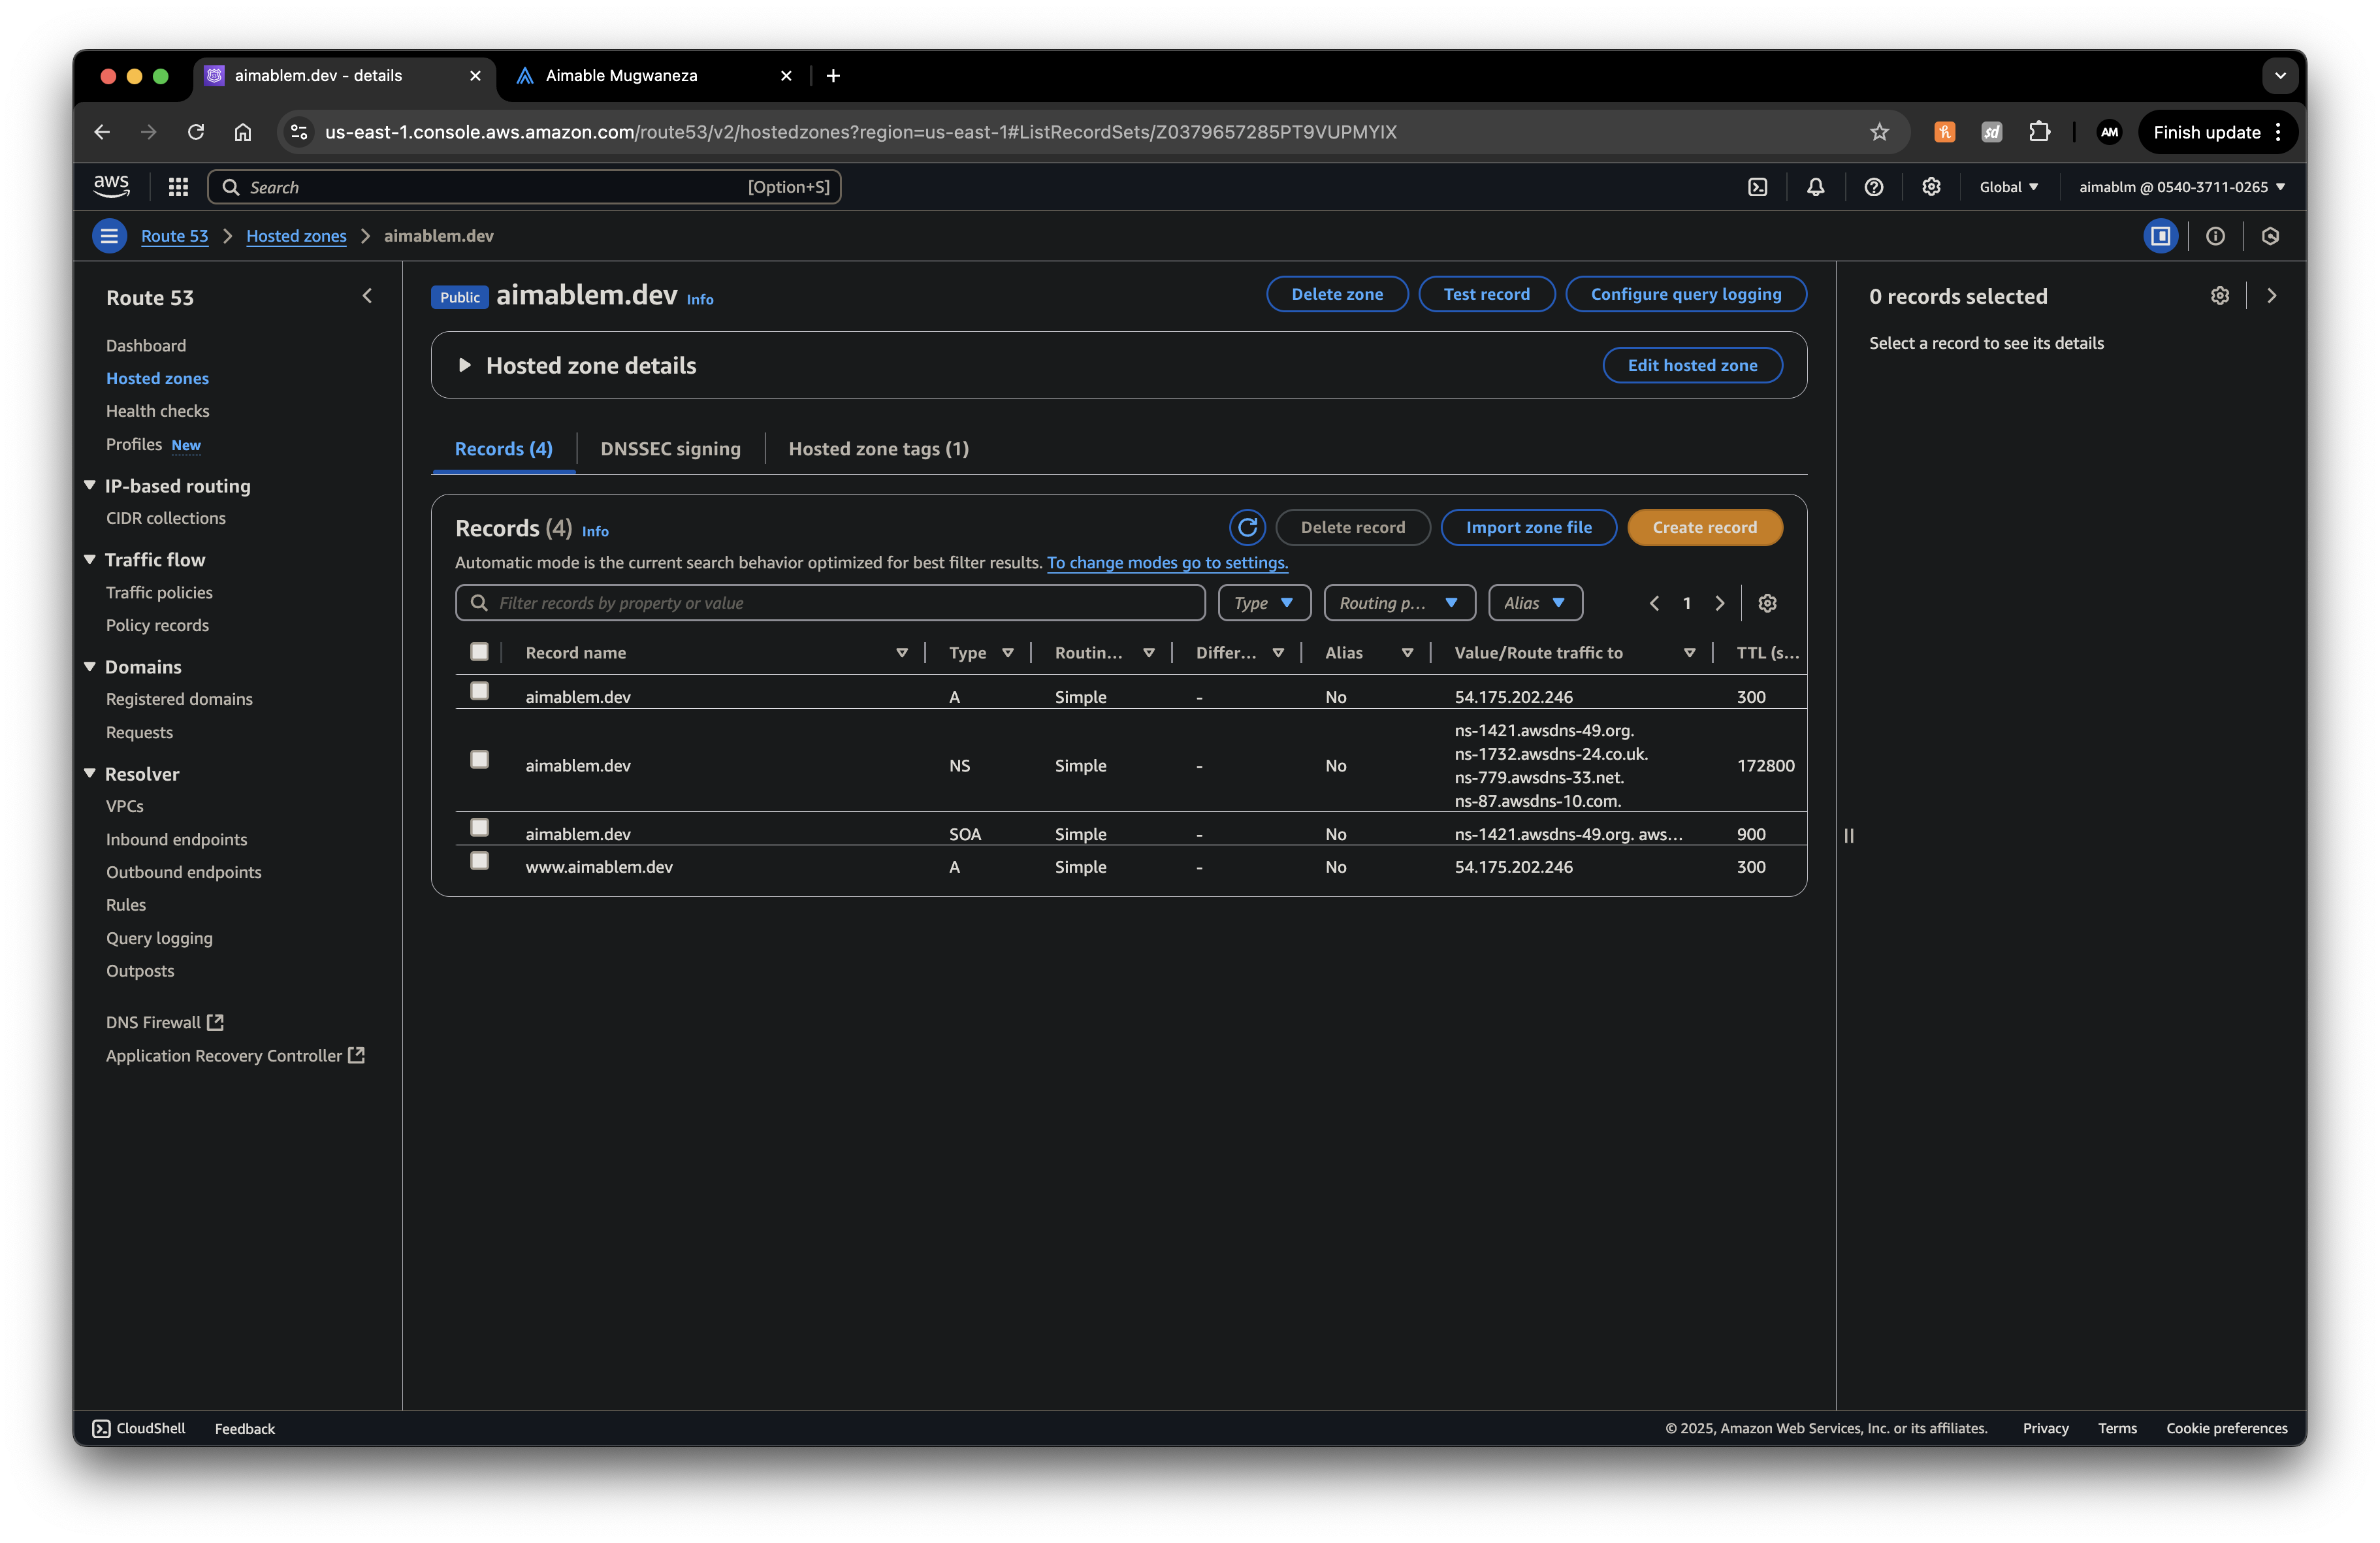 aimablem.dev - details
Aimable Mugwaneza
us-east-1.console.aws.amazon.com/route53/v2/hostedzones?region=us-east-1#ListRecordSets/Z0379657285PT9VUPMYIX
AM
Finish update
aws
Search
[Option+S]
Global
aimablm @ 0540-3711-0265
Route 53
Hosted zones
aimablem.dev
Route 53
Dashboard
Hosted zones
Health checks
Profiles New
IP-based routing
CIDR collections
Traffic flow
Traffic policies
Policy records
Domains
Registered domains
Requests
Resolver
VPCs
Inbound endpoints
Outbound endpoints
Rules
Query logging
Outposts
DNS Firewall
Application Recovery Controller
Public aimablem.dev Info
Delete zone
Test record
Configure query logging
Hosted zone details
Edit hosted zone
Records (4)
DNSSEC signing
Hosted zone tags (1)
Records (4) Info
Delete record
Import zone file
Create record
Automatic mode is the current search behavior optimized for best filter results. To change modes go to settings.
Filter records by property or value
Type
Routing p...
Alias
1
Record name Type Routin... Differ... Alias Value/Route traffic to TTL (s...
aimablem.dev A Simple - No 54.175.202.246 300
aimablem.dev NS Simple - No
ns-1421.awsdns-49.org.
ns-1732.awsdns-24.co.uk.
ns-779.awsdns-33.net.
ns-87.awsdns-10.com.
172800
aimablem.dev SOA Simple - No ns-1421.awsdns-49.org. aws... 900
www.aimablem.dev A Simple - No 54.175.202.246 300
0 records selected
Select a record to see its details
CloudShell
Feedback
© 2025, Amazon Web Services, Inc. or its affiliates.
Privacy
Terms
Cookie preferences